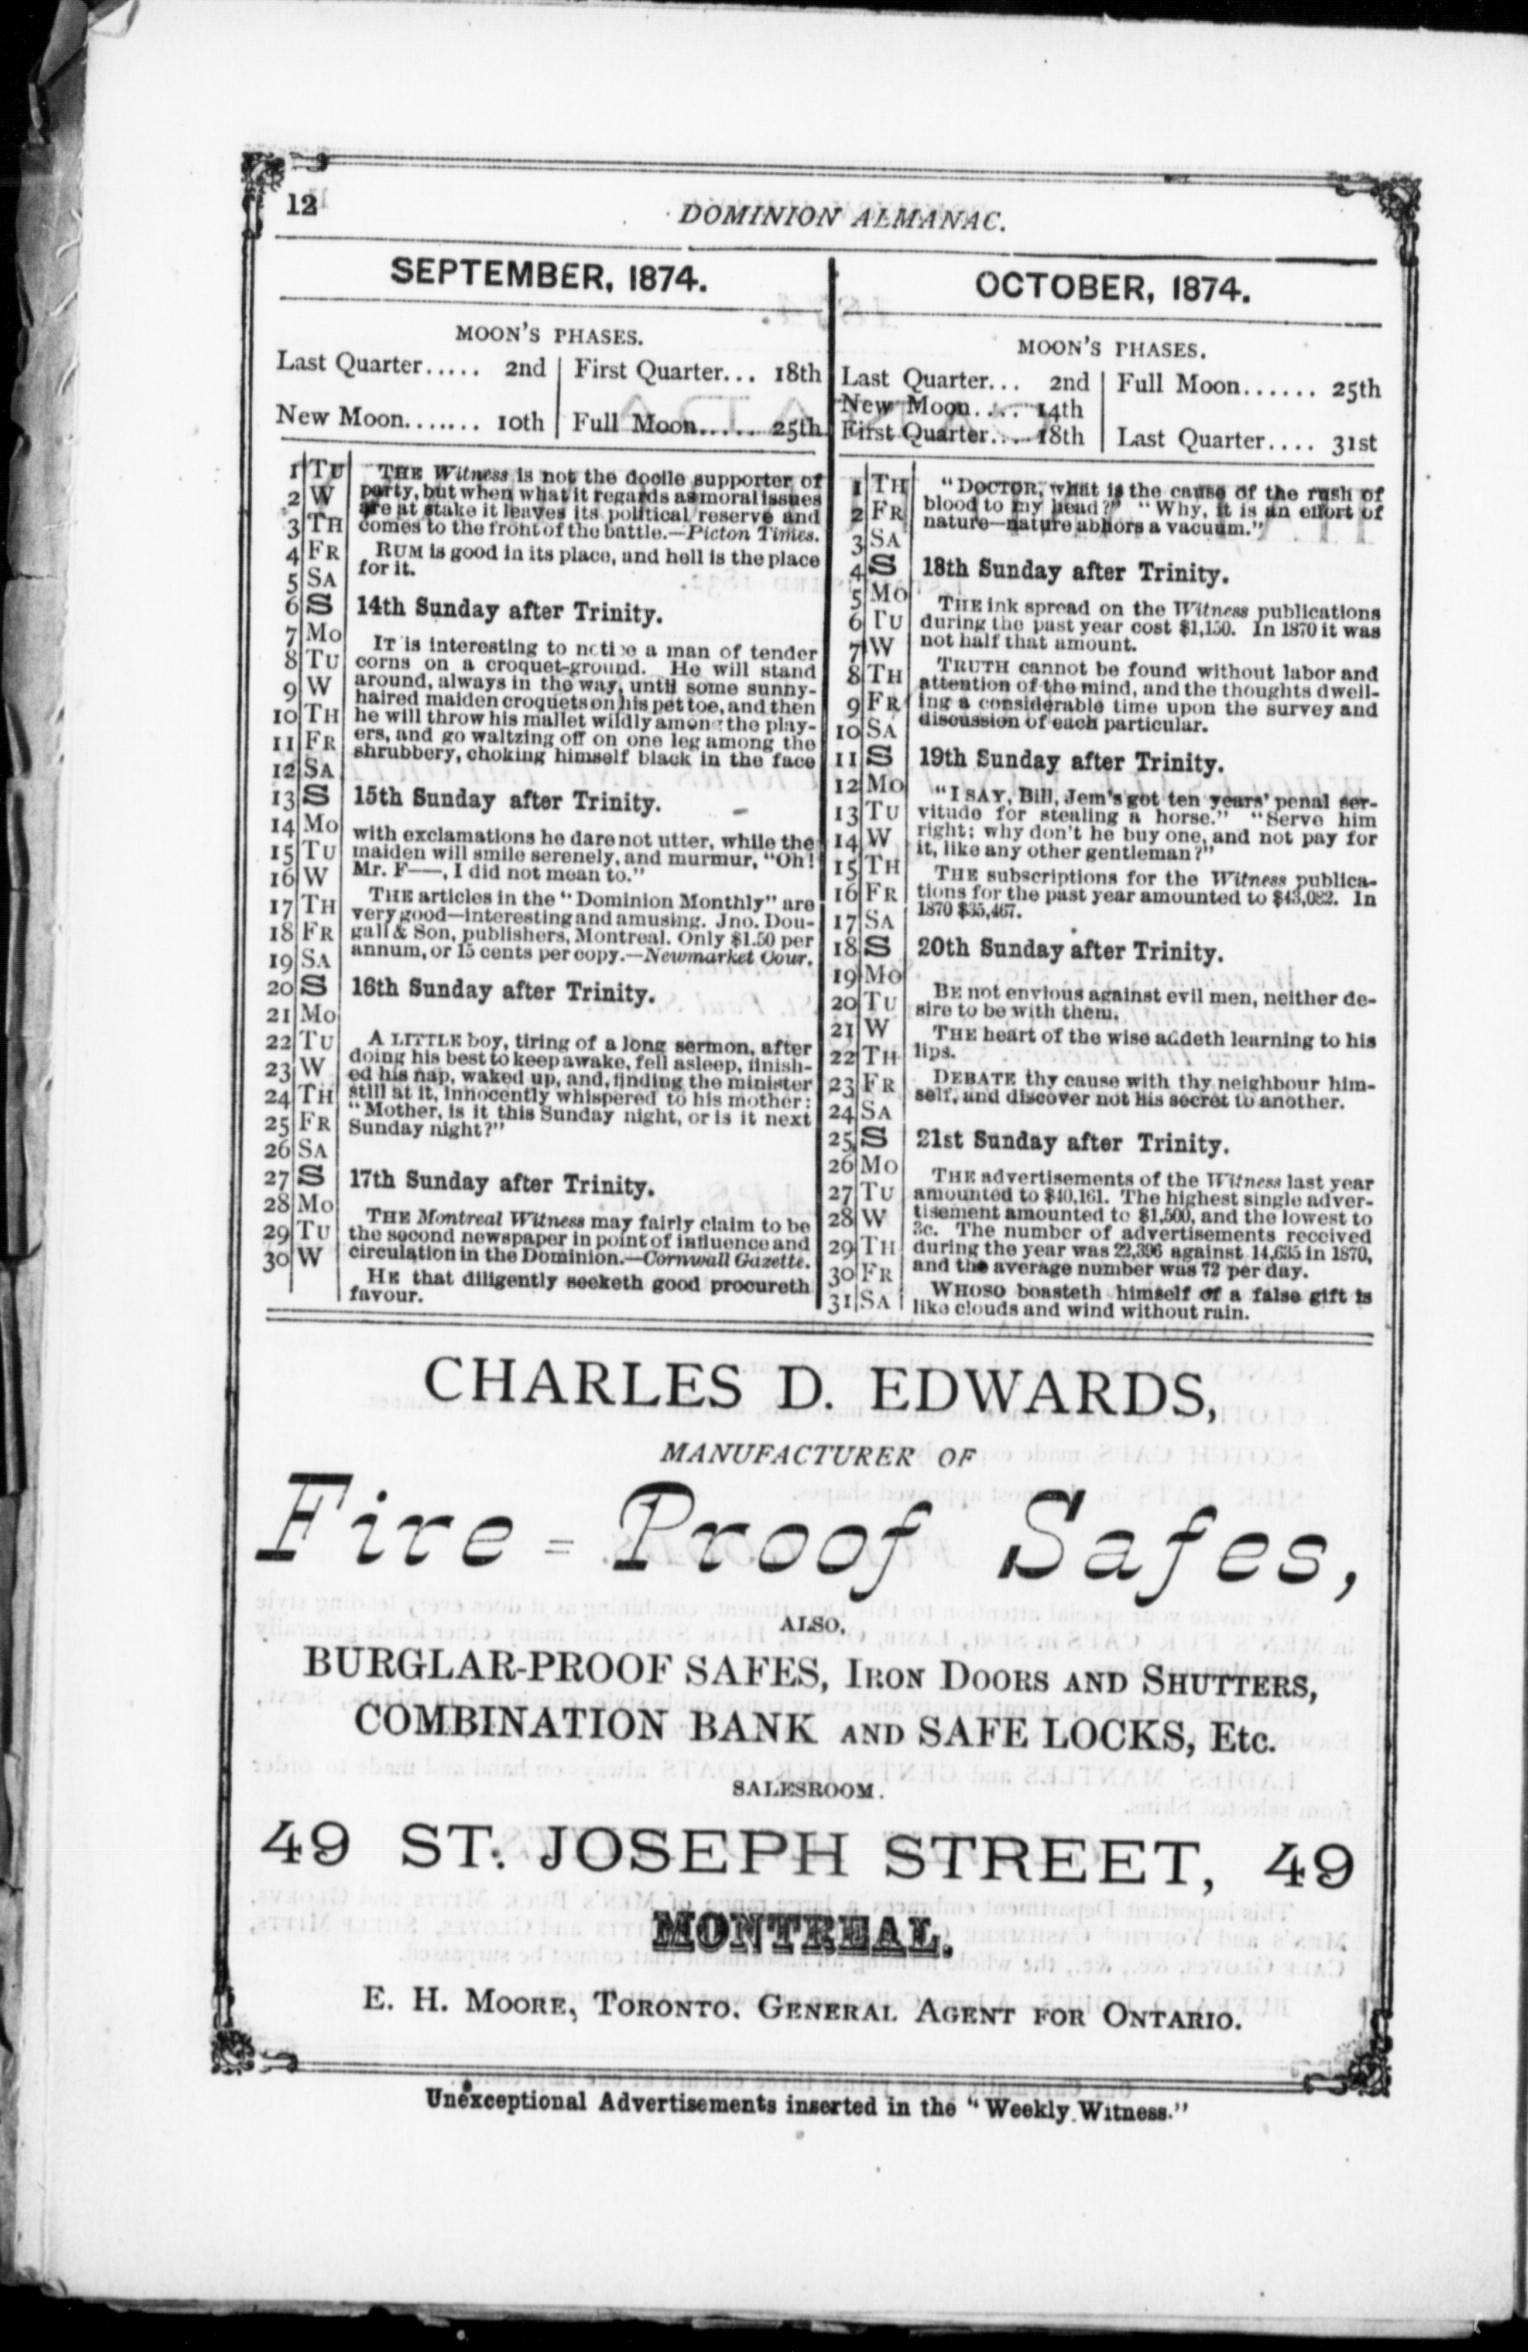 12
DOMINION ALMANAC.
SEPTEMBER, 1874.
MOON'S PHASES.
Last Quarter..... 2nd | First Quarter... 18th
New Moon....... 10th | Full Moon...... 25th
1 TU THE Witness is not the docile supporter of
2 W party, but when what it regards as moral issues
are at stake it leaves its political reserve and
3 TH comes to the front of the battle.—Picton Times.
4 FR RUM is good in its place, and hell is the place
5 SA for it.
6 S 14th Sunday after Trinity.
7 MO IT is interesting to notice a man of tender
8 TU corns on a croquet-ground. He will stand
9 W around, always in the way, until some sunny-
haired maiden croquets on his pet toe, and then
10 TH he will throw his mallet wildly among the play-
11 FR ers, and go waltzing off on one leg among the
12 SA shrubbery, choking himself black in the face
13 S 15th Sunday after Trinity.
14 MO with exclamations he dare not utter, while the
15 TU maiden will smile serenely, and murmur, "Oh!
16 W Mr. F——, I did not mean to."
17 TH THE articles in the "Dominion Monthly" are
very good—interesting and amusing. Jno. Dou-
18 FR gall & Son, publishers, Montreal. Only $1.50 per
19 SA annum, or 15 cents per copy.—Newmarket Cour.
20 S 16th Sunday after Trinity.
21 MO
22 TU A LITTLE boy, tiring of a long sermon, after
23 W doing his best to keep awake, fell asleep, finish-
ed his nap, waked up, and, finding the minister
24 TH still at it, innocently whispered to his mother:
25 FR "Mother, is it this Sunday night, or is it next
26 SA Sunday night?"
27 S 17th Sunday after Trinity.
28 MO THE Montreal Witness may fairly claim to be
29 TU the second newspaper in point of influence and
30 W circulation in the Dominion.—Cornwall Gazette.
HE that diligently seeketh good procureth
favour.
OCTOBER, 1874.
MOON'S PHASES.
Last Quarter... 2nd | Full Moon...... 25th
New Moon.... 14th
First Quarter... 18th | Last Quarter.... 31st
1 TH "DOCTOR, what is the cause of the rush of
2 FR blood to my head?" "Why, it is an effort of
3 SA nature—nature abhors a vacuum."
4 S 18th Sunday after Trinity.
5 MO THE ink spread on the Witness publications
6 TU during the past year cost $1,150. In 1870 it was
7 W not half that amount.
8 TH TRUTH cannot be found without labor and
attention of the mind, and the thoughts dwell-
9 FR ing a considerable time upon the survey and
10 SA discussion of each particular.
11 S 19th Sunday after Trinity.
12 MO "I SAY, Bill, Jem's got ten years' penal ser-
13 TU vitude for stealing a horse." "Serve him
14 W right; why don't he buy one, and not pay for
it, like any other gentleman?"
15 TH THE subscriptions for the Witness publica-
16 FR tions for the past year amounted to $43,082. In
17 SA 1870 $35,467.
18 S 20th Sunday after Trinity.
19 MO BE not envious against evil men, neither de-
20 TU sire to be with them.
21 W THE heart of the wise addeth learning to his
22 TH lips.
23 FR DEBATE thy cause with thy neighbour him-
24 SA self, and discover not his secret to another.
25 S 21st Sunday after Trinity.
26 MO THE advertisements of the Witness last year
27 TU amounted to $40,161. The highest single adver-
28 W tisement amounted to $1,500, and the lowest to
3c. The number of advertisements received
29 TH during the year was 22,396 against 14,635 in 1870,
30 FR and the average number was 72 per day.
31 SA WHOSO boasteth himself of a false gift is
like clouds and wind without rain.
CHARLES D. EDWARDS,
MANUFACTURER OF
Fire-Proof Safes,
ALSO,
BURGLAR-PROOF SAFES, IRON DOORS AND SHUTTERS,
COMBINATION BANK AND SAFE LOCKS, Etc.
SALESROOM.
49 ST. JOSEPH STREET, 49
MONTREAL.
E. H. MOORE, TORONTO. GENERAL AGENT FOR ONTARIO.
Unexceptional Advertisements inserted in the "Weekly Witness."